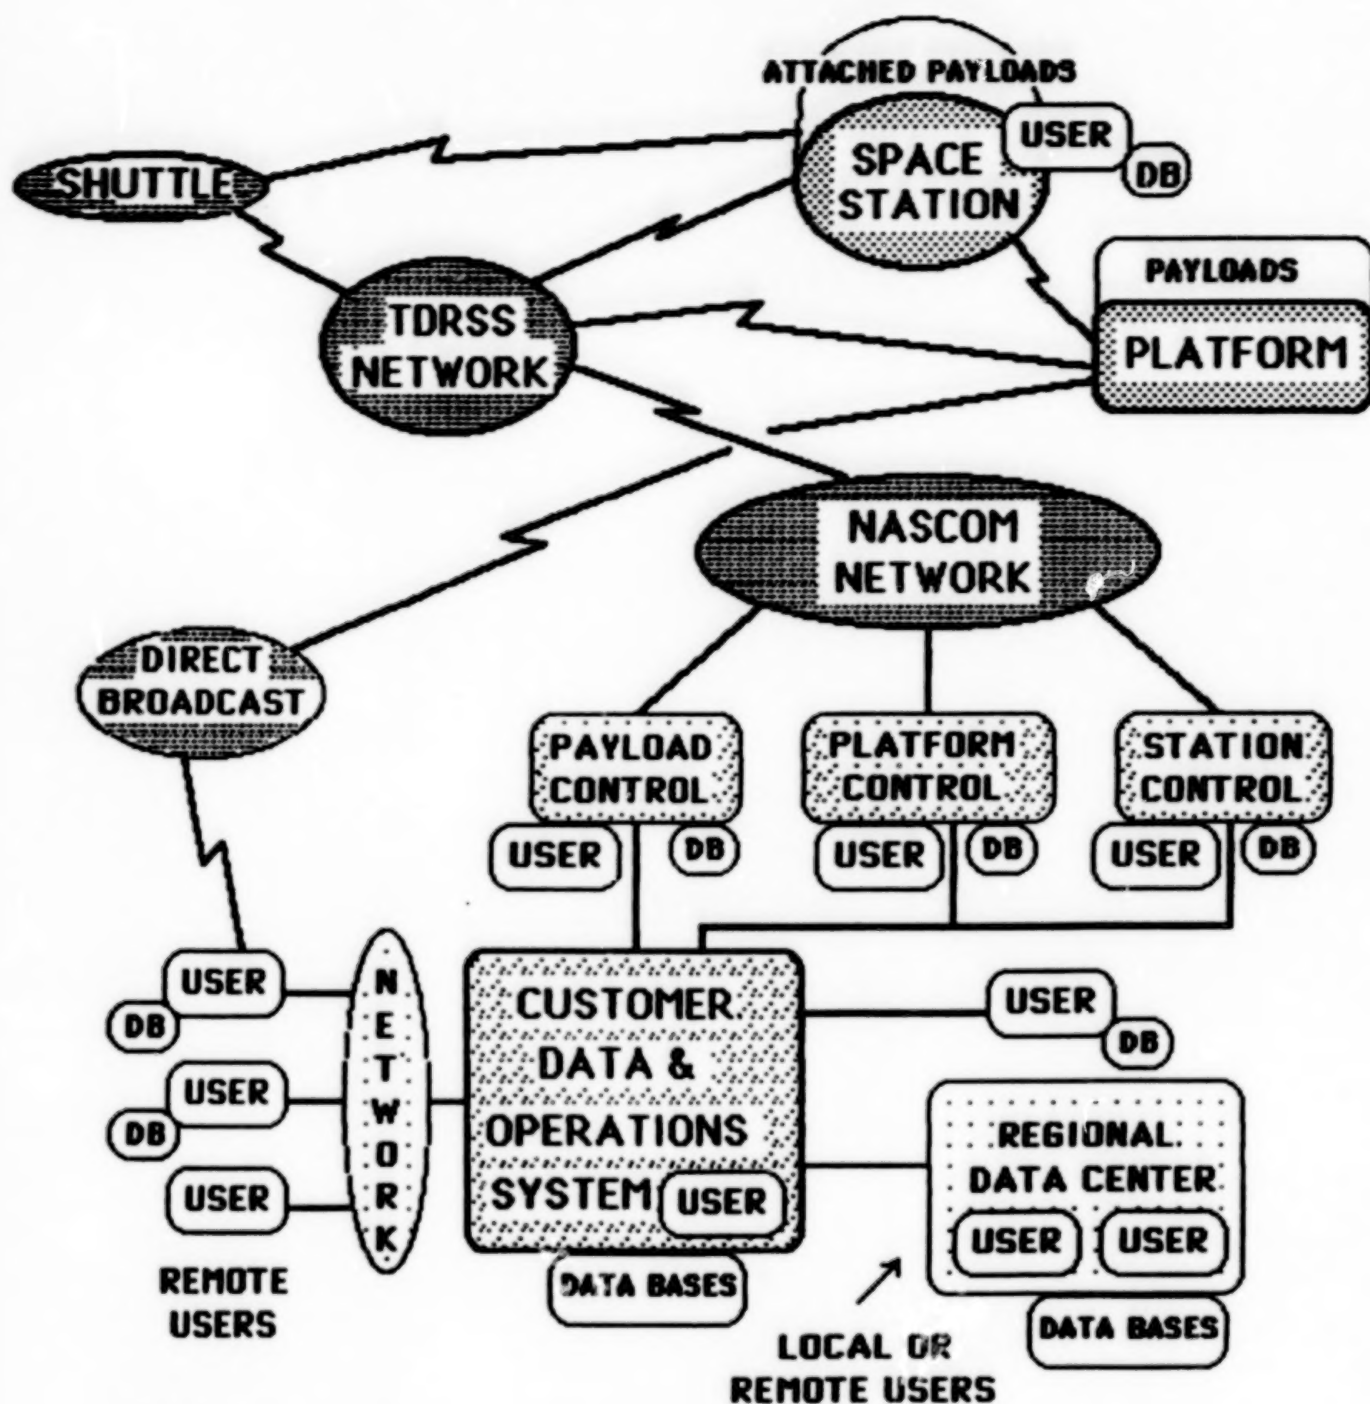 ATTACHED PAYLOADS
SHUTTLE
SPACE
STATION
USER
DB
PAYLOADS
PLATFORM
TDRSS
NETWORK
NASCOM
NETWORK
DIRECT
BROADCAST
PAYLOAD
CONTROL
USER
DB
PLATFORM
CONTROL
USER
DB
STATION
CONTROL
USER
DB
USER
DB
USER
DB
USER
REMOTE
USERS
NETWORK
CUSTOMER
DATA &
OPERATIONS
SYSTEM
USER
DATA BASES
USER
DB
REGIONAL
DATA CENTER
USER
USER
DATA BASES
LOCAL OR
REMOTE USERS